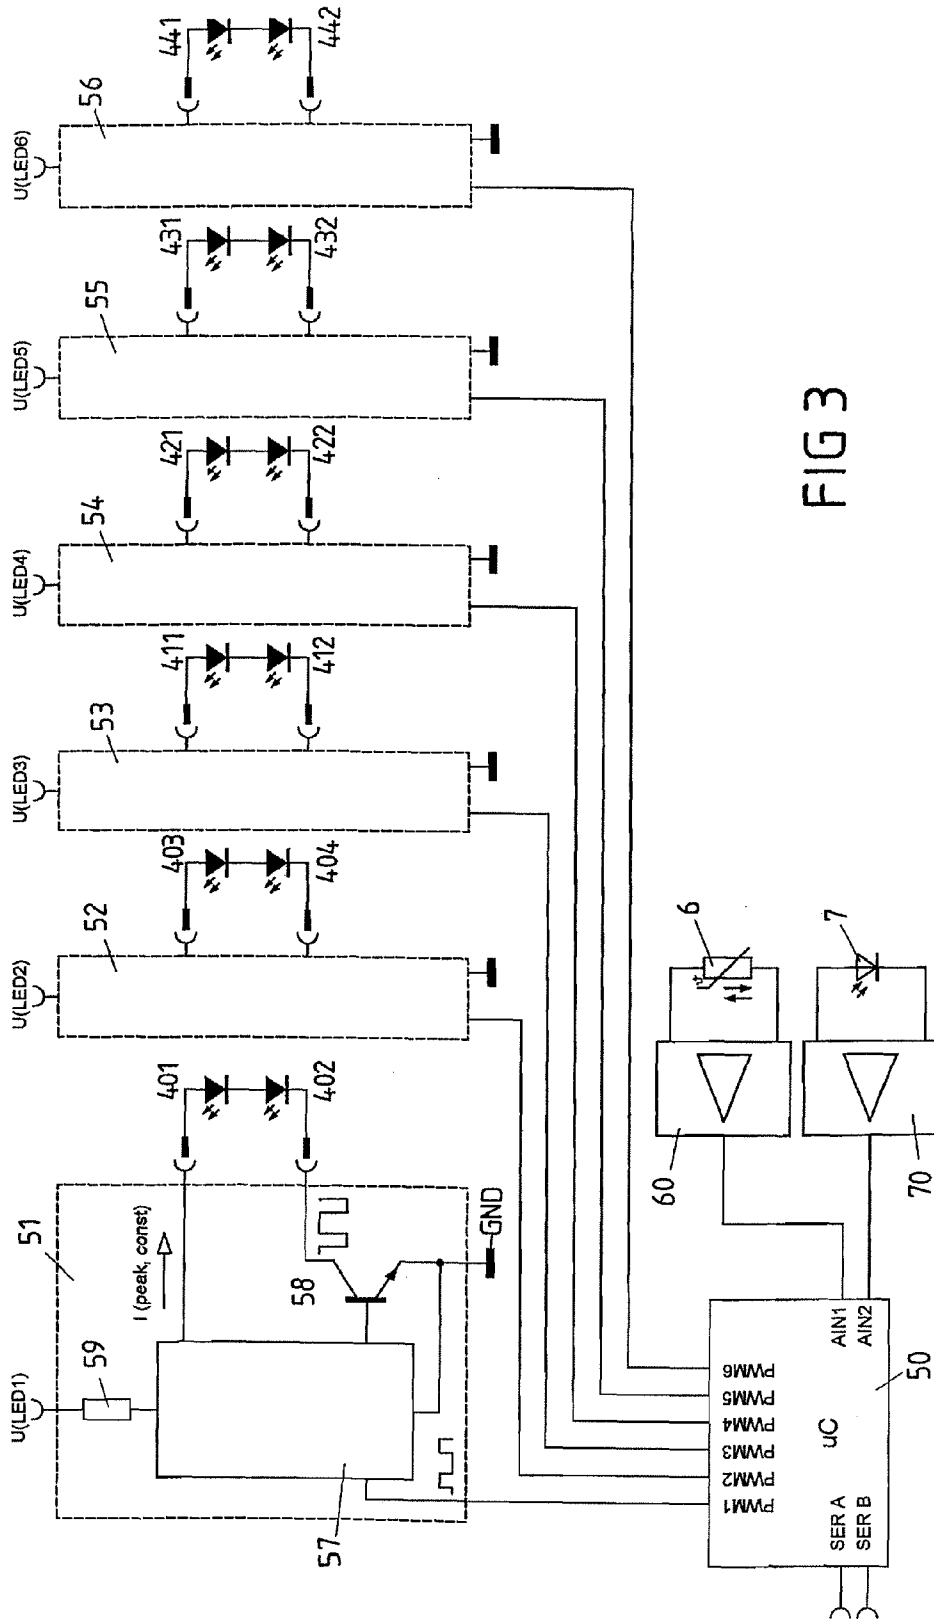 U(LED1)
59
51
I (peak, const)
401
402
58
57
GND
U(LED2)
52
403
404
U(LED3)
53
411
412
U(LED4)
54
421
422
U(LED5)
55
431
432
U(LED6)
56
441
442
PWM1
PWM2
PWM3
PWM4
PWM5
PWM6
uC
SER A
SER B
AIN1
AIN2
50
60
6
70
7
FIG 3